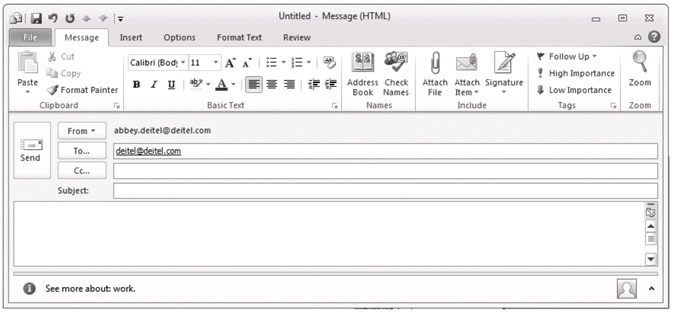 Untitled - Message (HTML)
File Message Insert Options Format Text Review
Paste
Cut
Copy
Format Painter
Clipboard
Calibri (Body 11 A A
B I U A
Basic Text
Address Book
Check Names
Names
Attach File
Attach Item
Signature
Include
Follow Up
High Importance
Low Importance
Tags
Zoom
Zoom
Send
From abbey.deitel@deitel.com
To... deitel@deitel.com
Cc...
Subject:
See more about: work.